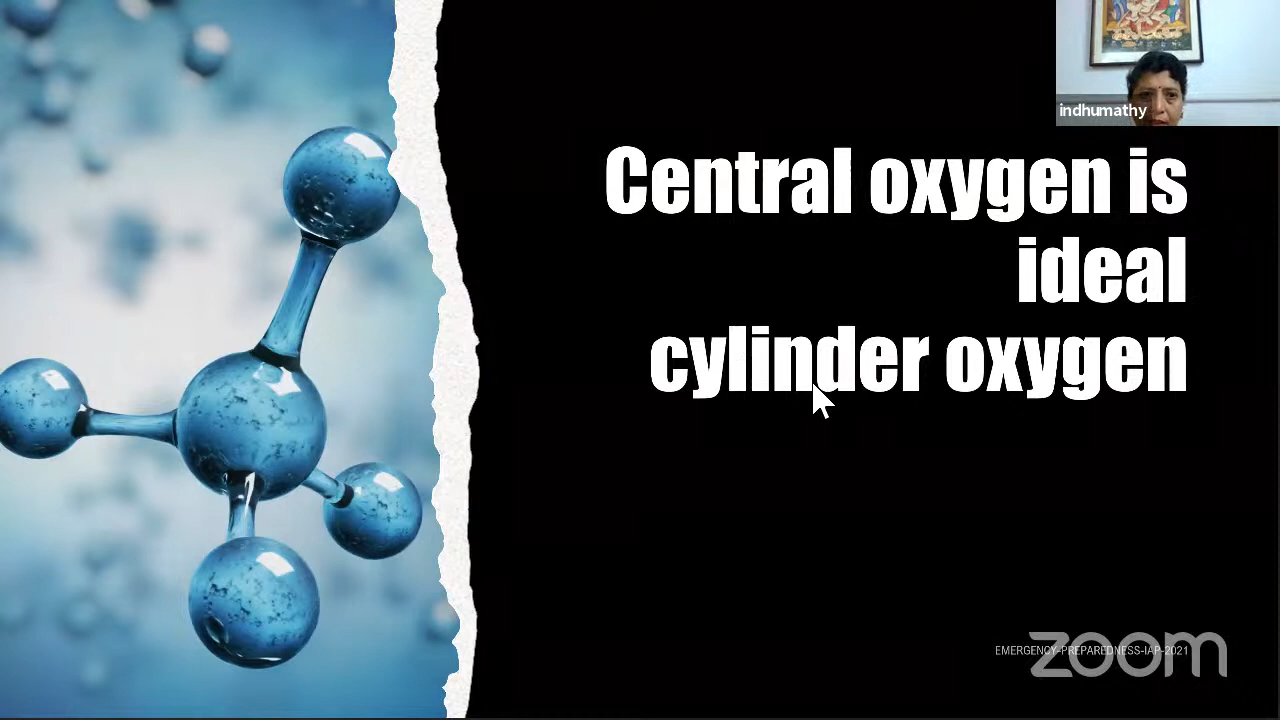 indhumathy
Central oxygen is
ideal
cylinder oxygen
EMERGENCY-PREPAREDNESS-IAP-2021
zoom